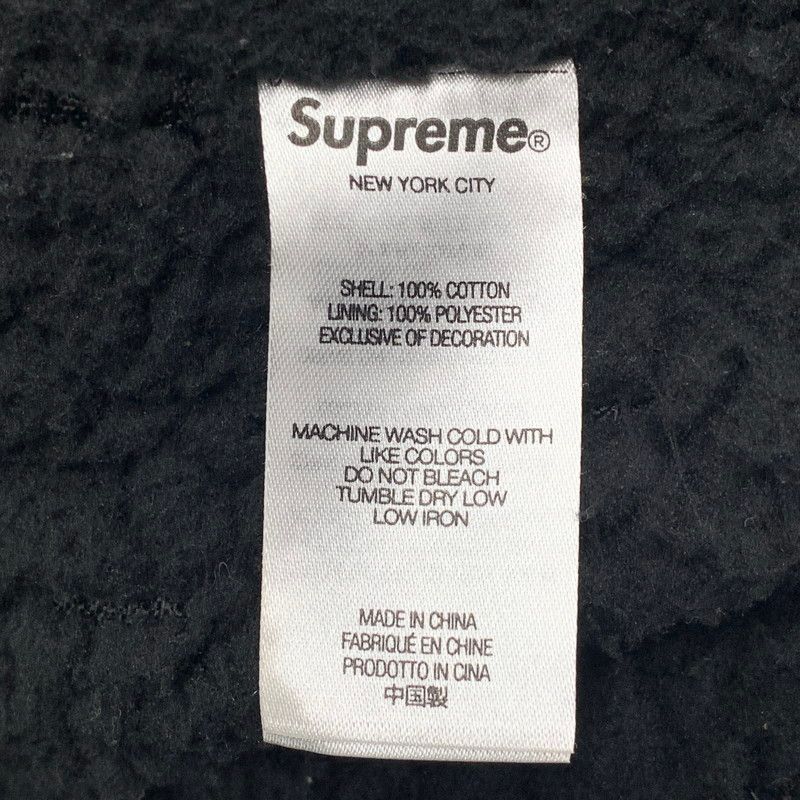 Supreme®
NEW YORK CITY
SHELL: 100% COTTON
LINING: 100% POLYESTER
EXCLUSIVE OF DECORATION
MACHINE WASH COLD WITH
LIKE COLORS
DO NOT BLEACH
TUMBLE DRY LOW
LOW IRON
MADE IN CHINA
FABRIQUÉ EN CHINE
PRODOTTO IN CINA
中国製